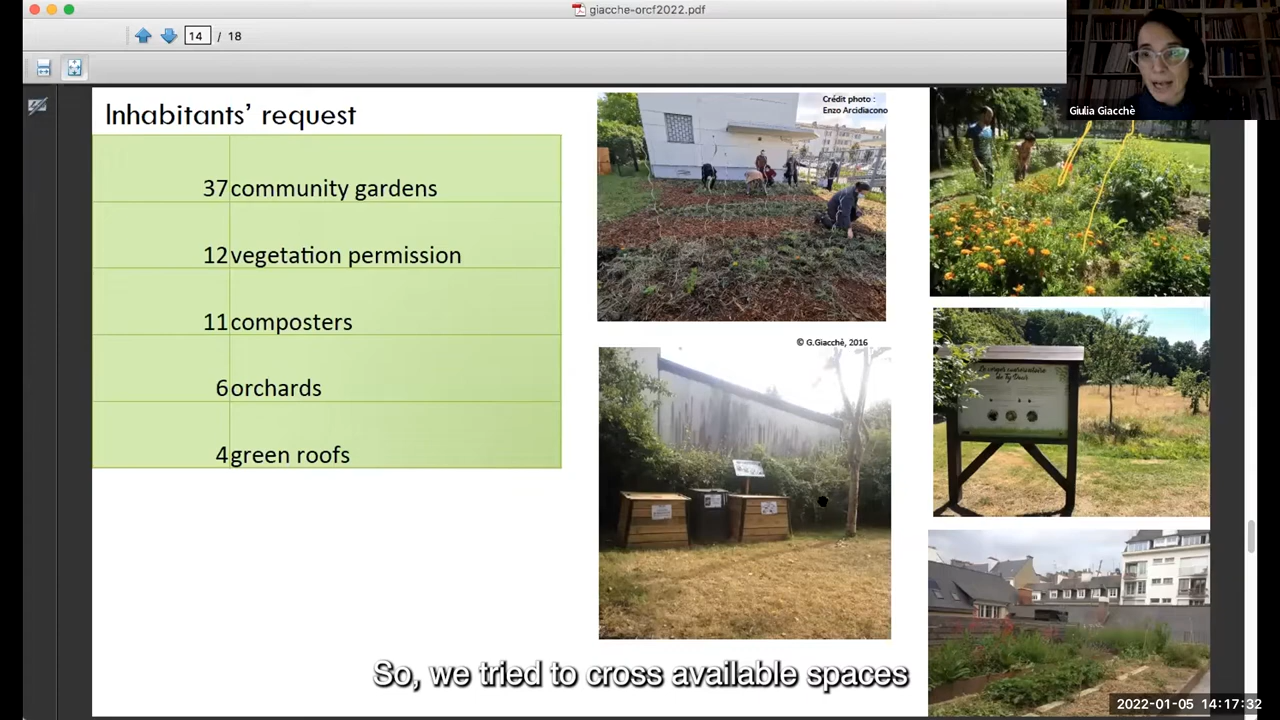 giacche-orcf2022.pdf
14 / 18
Giulia Giacchè
Inhabitants' request
37 community gardens
12 vegetation permission
11 composters
6 orchards
4 green roofs
Crédit photo :
Enzo Arcidiacono
© G.Giacchè, 2016
So, we tried to cross available spaces
2022-01-05 14:17:32